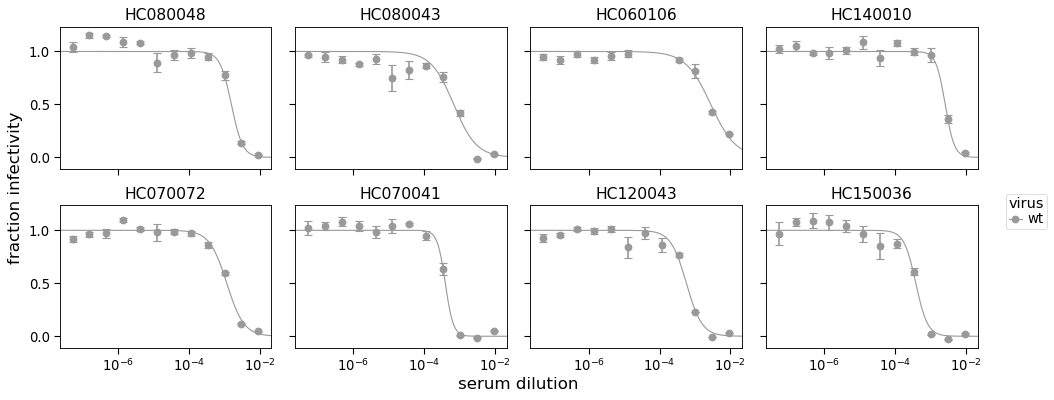 HC080048 HC080043 HC060106 HC140010
1.0
0.5
0.0
HC070072 HC070041 HC120043 HC150036
1.0
0.5
0.0
10⁻⁶ 10⁻⁴ 10⁻² 10⁻⁶ 10⁻⁴ 10⁻² 10⁻⁶ 10⁻⁴ 10⁻² 10⁻⁶ 10⁻⁴ 10⁻²
serum dilution
fraction infectivity
virus
wt